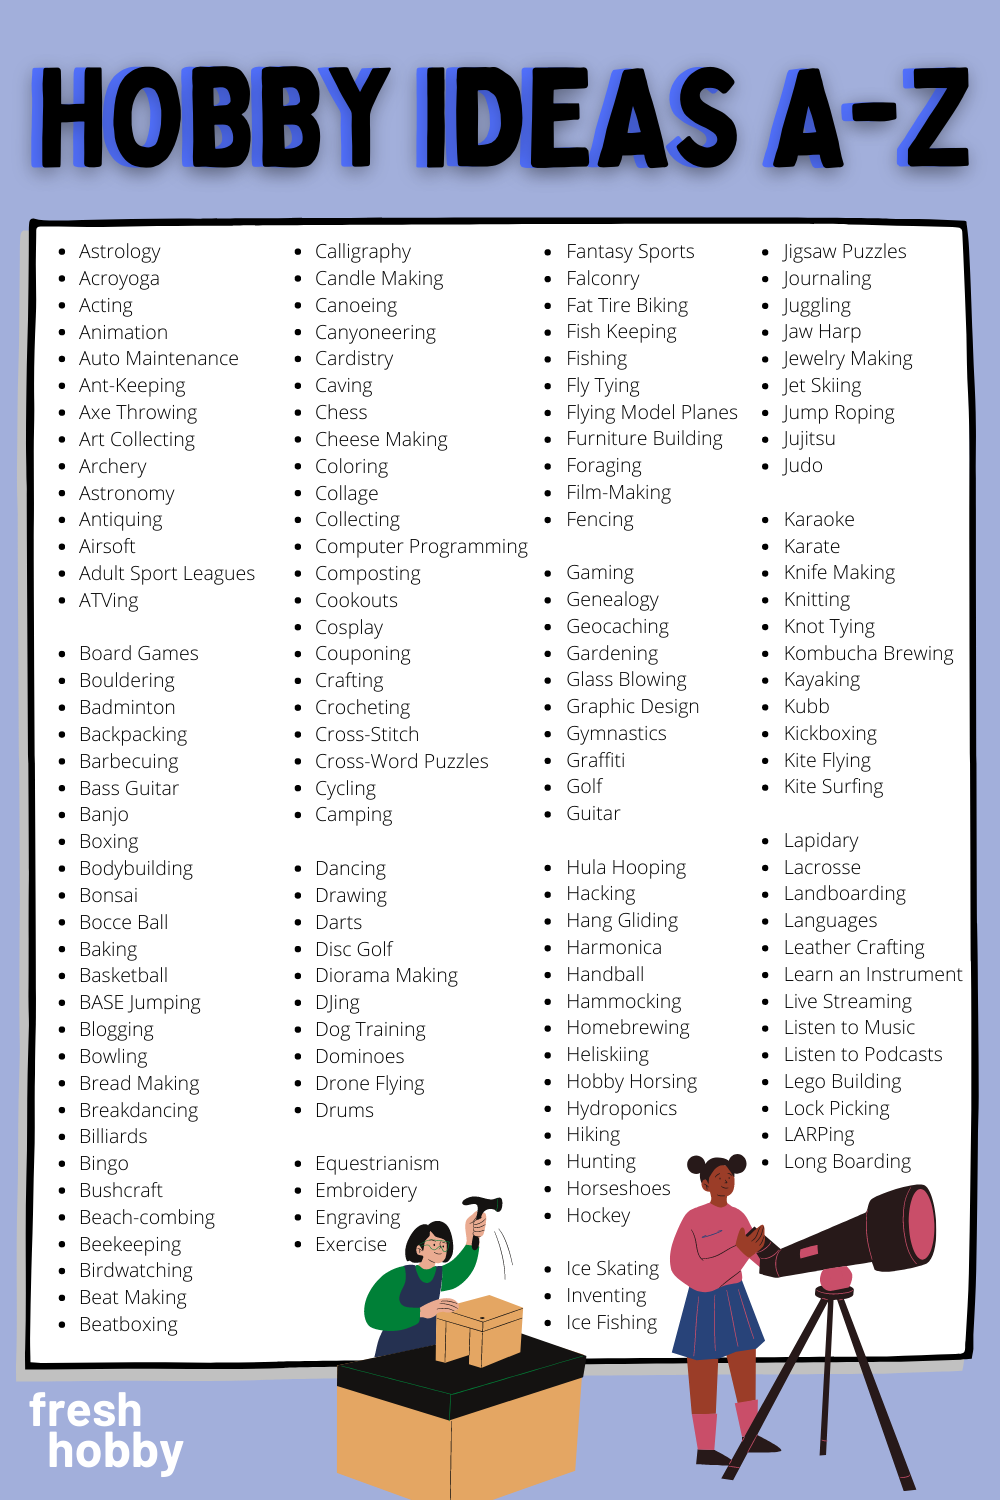 HOBBY IDEAS A-Z
Astrology
Acroyoga
Acting
Animation
Auto Maintenance
Ant-Keeping
Axe Throwing
Art Collecting
Archery
Astronomy
Antiquing
Airsoft
Adult Sport Leagues
ATVing
Board Games
Bouldering
Badminton
Backpacking
Barbecuing
Bass Guitar
Banjo
Boxing
Bodybuilding
Bonsai
Bocce Ball
Baking
Basketball
BASE Jumping
Blogging
Bowling
Bread Making
Breakdancing
Billiards
Bingo
Bushcraft
Beach-combing
Beekeeping
Birdwatching
Beat Making
Beatboxing
Calligraphy
Candle Making
Canoeing
Canyoneering
Cardistry
Caving
Chess
Cheese Making
Coloring
Collage
Collecting
Computer Programming
Composting
Cookouts
Cosplay
Couponing
Crafting
Crocheting
Cross-Stitch
Cross-Word Puzzles
Cycling
Camping
Dancing
Drawing
Darts
Disc Golf
Diorama Making
DJing
Dog Training
Dominoes
Drone Flying
Drums
Equestrianism
Embroidery
Engraving
Exercise
Fantasy Sports
Falconry
Fat Tire Biking
Fish Keeping
Fishing
Fly Tying
Flying Model Planes
Furniture Building
Foraging
Film-Making
Fencing
Gaming
Genealogy
Geocaching
Gardening
Glass Blowing
Graphic Design
Gymnastics
Graffiti
Golf
Guitar
Hula Hooping
Hacking
Hang Gliding
Harmonica
Handball
Hammocking
Homebrewing
Heliskiing
Hobby Horsing
Hydroponics
Hiking
Hunting
Horseshoes
Hockey
Ice Skating
Inventing
Ice Fishing
Jigsaw Puzzles
Journaling
Juggling
Jaw Harp
Jewelry Making
Jet Skiing
Jump Roping
Jujitsu
Judo
Karaoke
Karate
Knife Making
Knitting
Knot Tying
Kombucha Brewing
Kayaking
Kubb
Kickboxing
Kite Flying
Kite Surfing
Lapidary
Lacrosse
Landboarding
Languages
Leather Crafting
Learn an Instrument
Live Streaming
Listen to Music
Listen to Podcasts
Lego Building
Lock Picking
LARPing
Long Boarding
fresh
hobby